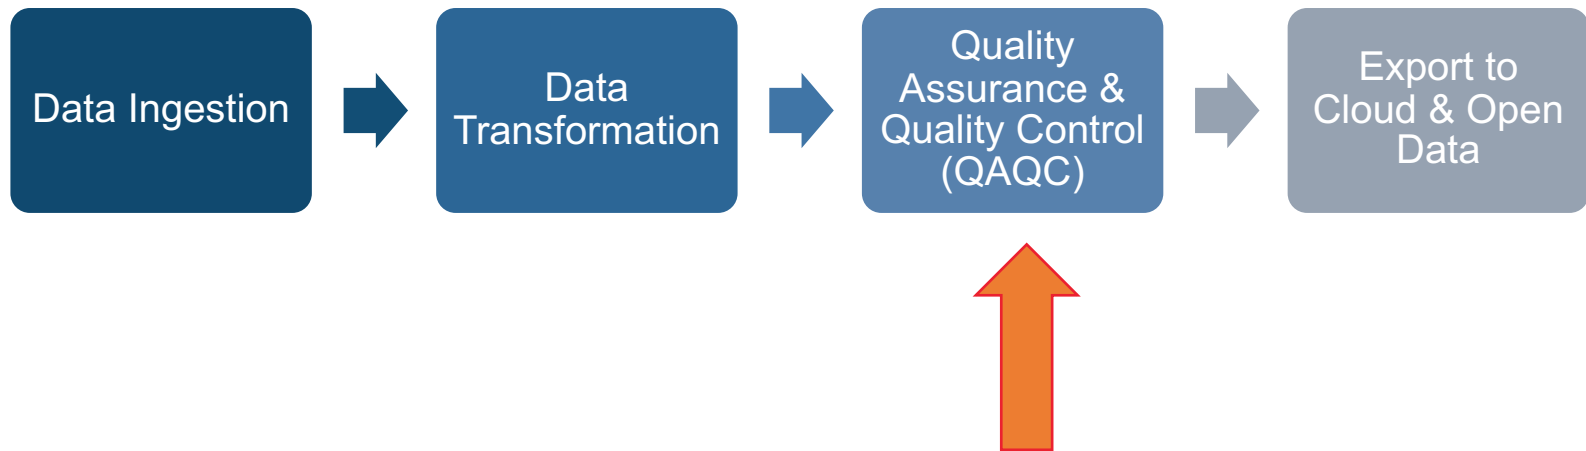 Data Ingestion
Data
Transformation
Quality
Assurance &
Quality Control
(QAQC)
Export to
Cloud & Open
Data